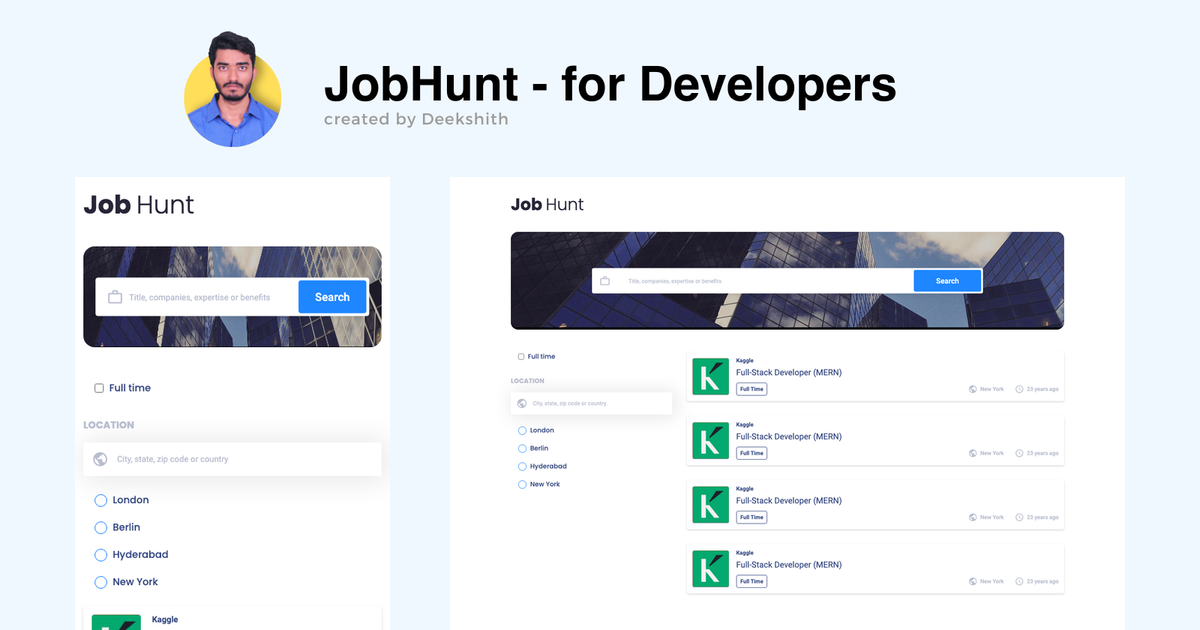 JobHunt - for Developers
created by Deekshith
Job Hunt
Title, companies, expertise or benefits
Search
Full time
LOCATION
City, state, zip code or country
London
Berlin
Hyderabad
New York
Kaggle
Job Hunt
Title, companies, expertise or benefits
Search
Full time
LOCATION
City, state, zip code or country
London
Berlin
Hyderabad
New York
Kaggle
Full-Stack Developer (MERN)
Full Time
New York
23 years ago
Kaggle
Full-Stack Developer (MERN)
Full Time
New York
23 years ago
Kaggle
Full-Stack Developer (MERN)
Full Time
New York
23 years ago
Kaggle
Full-Stack Developer (MERN)
Full Time
New York
23 years ago